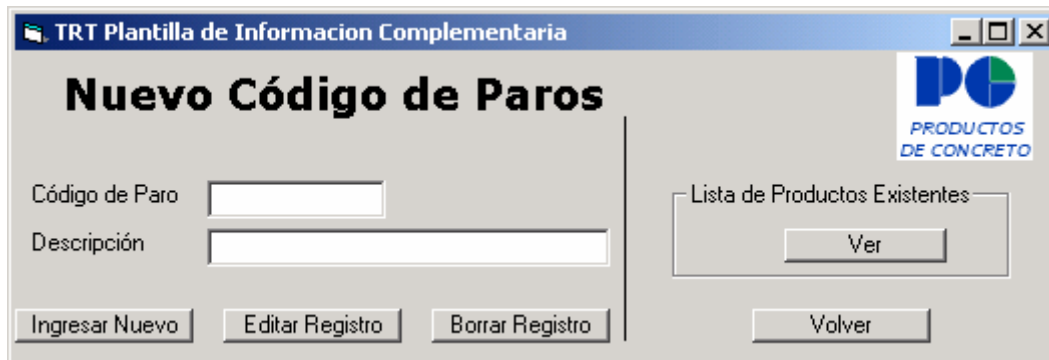 TRT Plantilla de Informacion Complementaria
Nuevo Código de Paros
PC
PRODUCTOS
DE CONCRETO
Código de Paro
Descripción
Lista de Productos Existentes
Ver
Ingresar Nuevo
Editar Registro
Borrar Registro
Volver